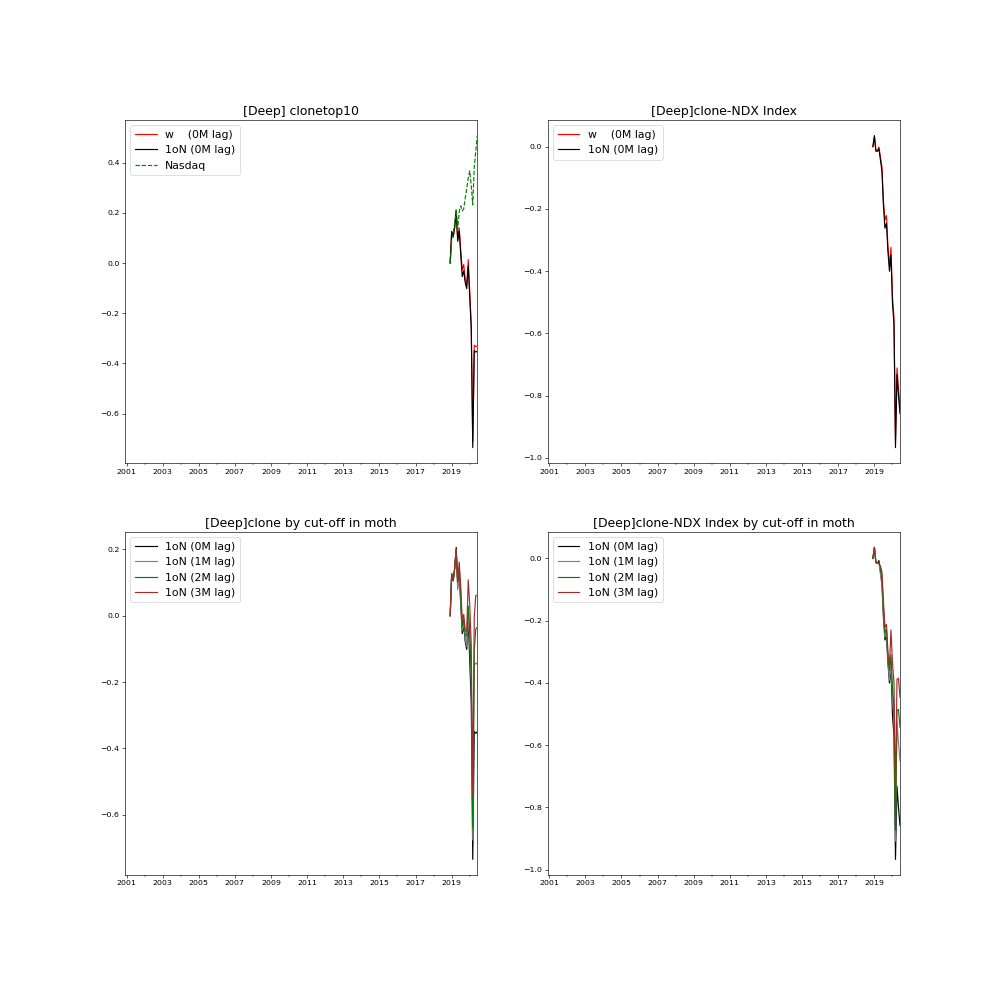 [Deep] clonetop10
w    (0M lag)
1oN (0M lag)
Nasdaq
0.4
0.2
0.0
−0.2
−0.4
−0.6
2001 2003 2005 2007 2009 2011 2013 2015 2017 2019
[Deep]clone-NDX Index
w    (0M lag)
1oN (0M lag)
0.0
−0.2
−0.4
−0.6
−0.8
−1.0
2001 2003 2005 2007 2009 2011 2013 2015 2017 2019
[Deep]clone by cut-off in moth
1oN (0M lag)
1oN (1M lag)
1oN (2M lag)
1oN (3M lag)
0.2
0.0
−0.2
−0.4
−0.6
2001 2003 2005 2007 2009 2011 2013 2015 2017 2019
[Deep]clone-NDX Index by cut-off in moth
1oN (0M lag)
1oN (1M lag)
1oN (2M lag)
1oN (3M lag)
0.0
−0.2
−0.4
−0.6
−0.8
−1.0
2001 2003 2005 2007 2009 2011 2013 2015 2017 2019